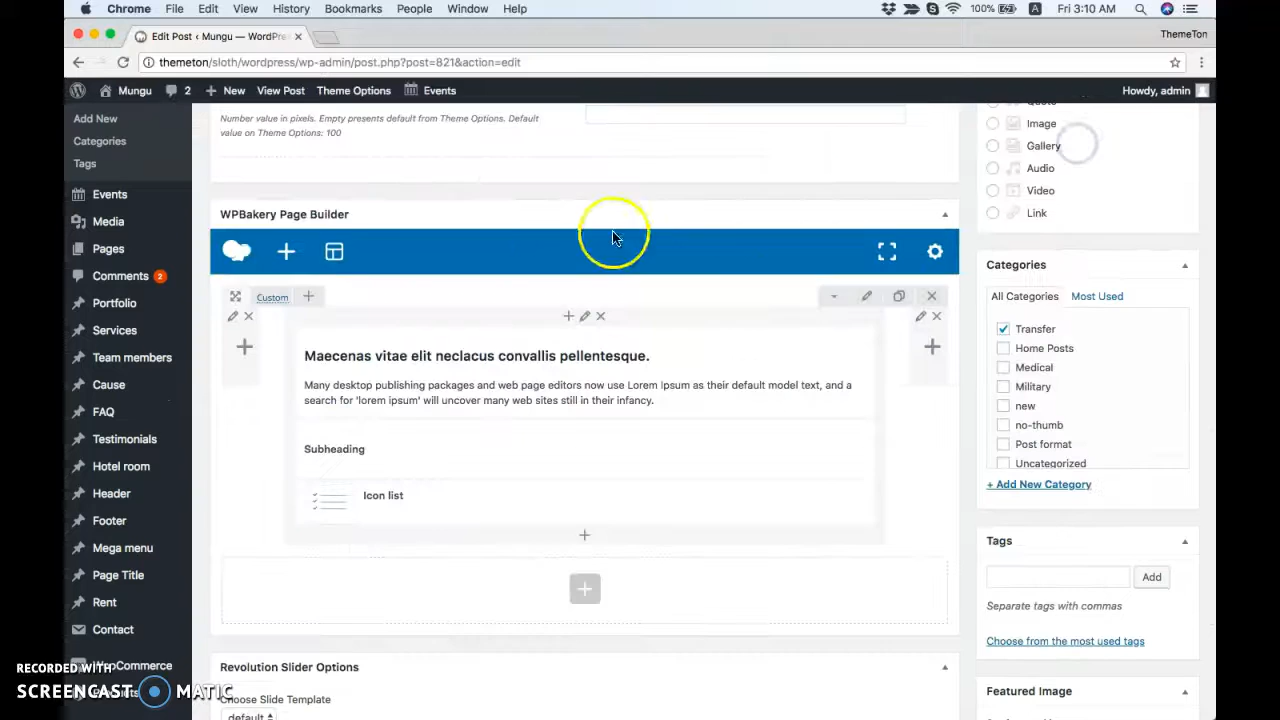 Chrome File Edit View History Bookmarks People Window Help 100% A Fri 3:10 AM
Edit Post ‹ Mungu — WordPre ThemeTon
themeton/sloth/wordpress/wp-admin/post.php?post=821&action=edit
Mungu 2 New View Post Theme Options Events Howdy, admin
Add New
Categories
Tags
Events
Media
Pages
Comments 2
Portfolio
Services
Team members
Cause
FAQ
Testimonials
Hotel room
Header
Footer
Mega menu
Page Title
Rent
Contact
WooCommerce
RECORDED WITH
SCREENCAST MATIC
Number value in pixels. Empty presents default from Theme Options. Default
value on Theme Options: 100
WPBakery Page Builder
Custom
Maecenas vitae elit neclacus convallis pellentesque.
Many desktop publishing packages and web page editors now use Lorem Ipsum as their default model text, and a
search for 'lorem ipsum' will uncover many web sites still in their infancy.
Subheading
Icon list
Revolution Slider Options
Choose Slide Template
default
Quote
Image
Gallery
Audio
Video
Link
Categories
All Categories Most Used
Transfer
Home Posts
Medical
Military
new
no-thumb
Post format
Uncategorized
+ Add New Category
Tags
Add
Separate tags with commas
Choose from the most used tags
Featured Image